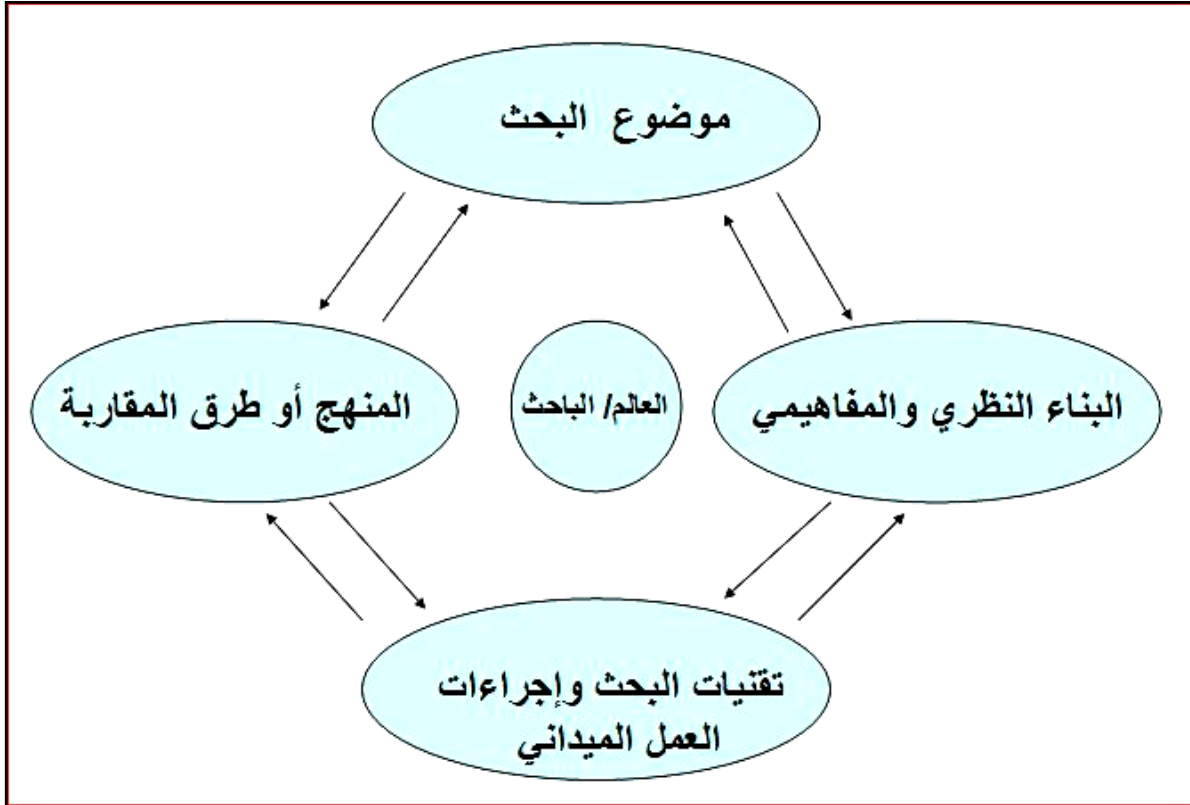 موضوع البحث
البناء النظري والمفاهيمي
العالم/ الباحث
المنهج أو طرق المقاربة
تقنيات البحث وإجراءات
العمل الميداني